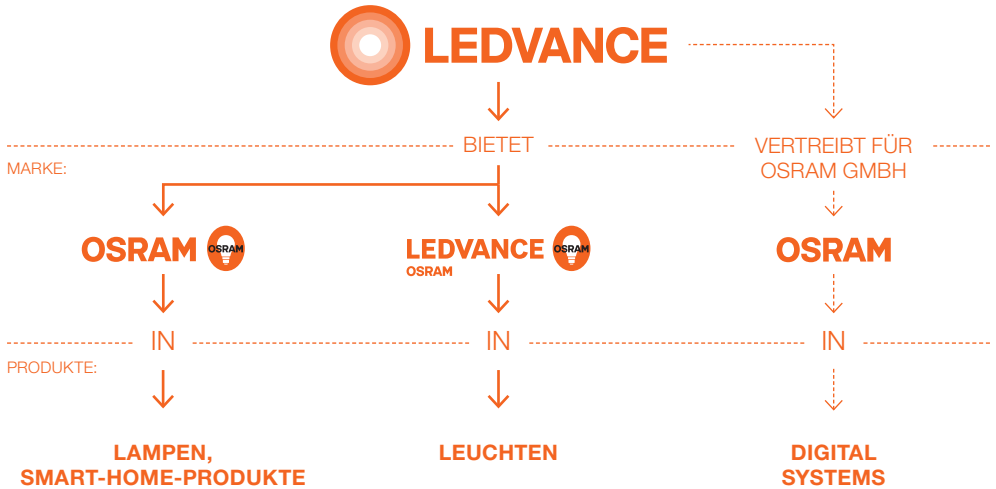 LEDVANCE
BIETET
VERTREIBT FÜR
OSRAM GMBH
MARKE:
OSRAM OSRAM
LEDVANCE OSRAM
OSRAM
OSRAM
IN
IN
IN
PRODUKTE:
LAMPEN,
SMART-HOME-PRODUKTE
LEUCHTEN
DIGITAL
SYSTEMS